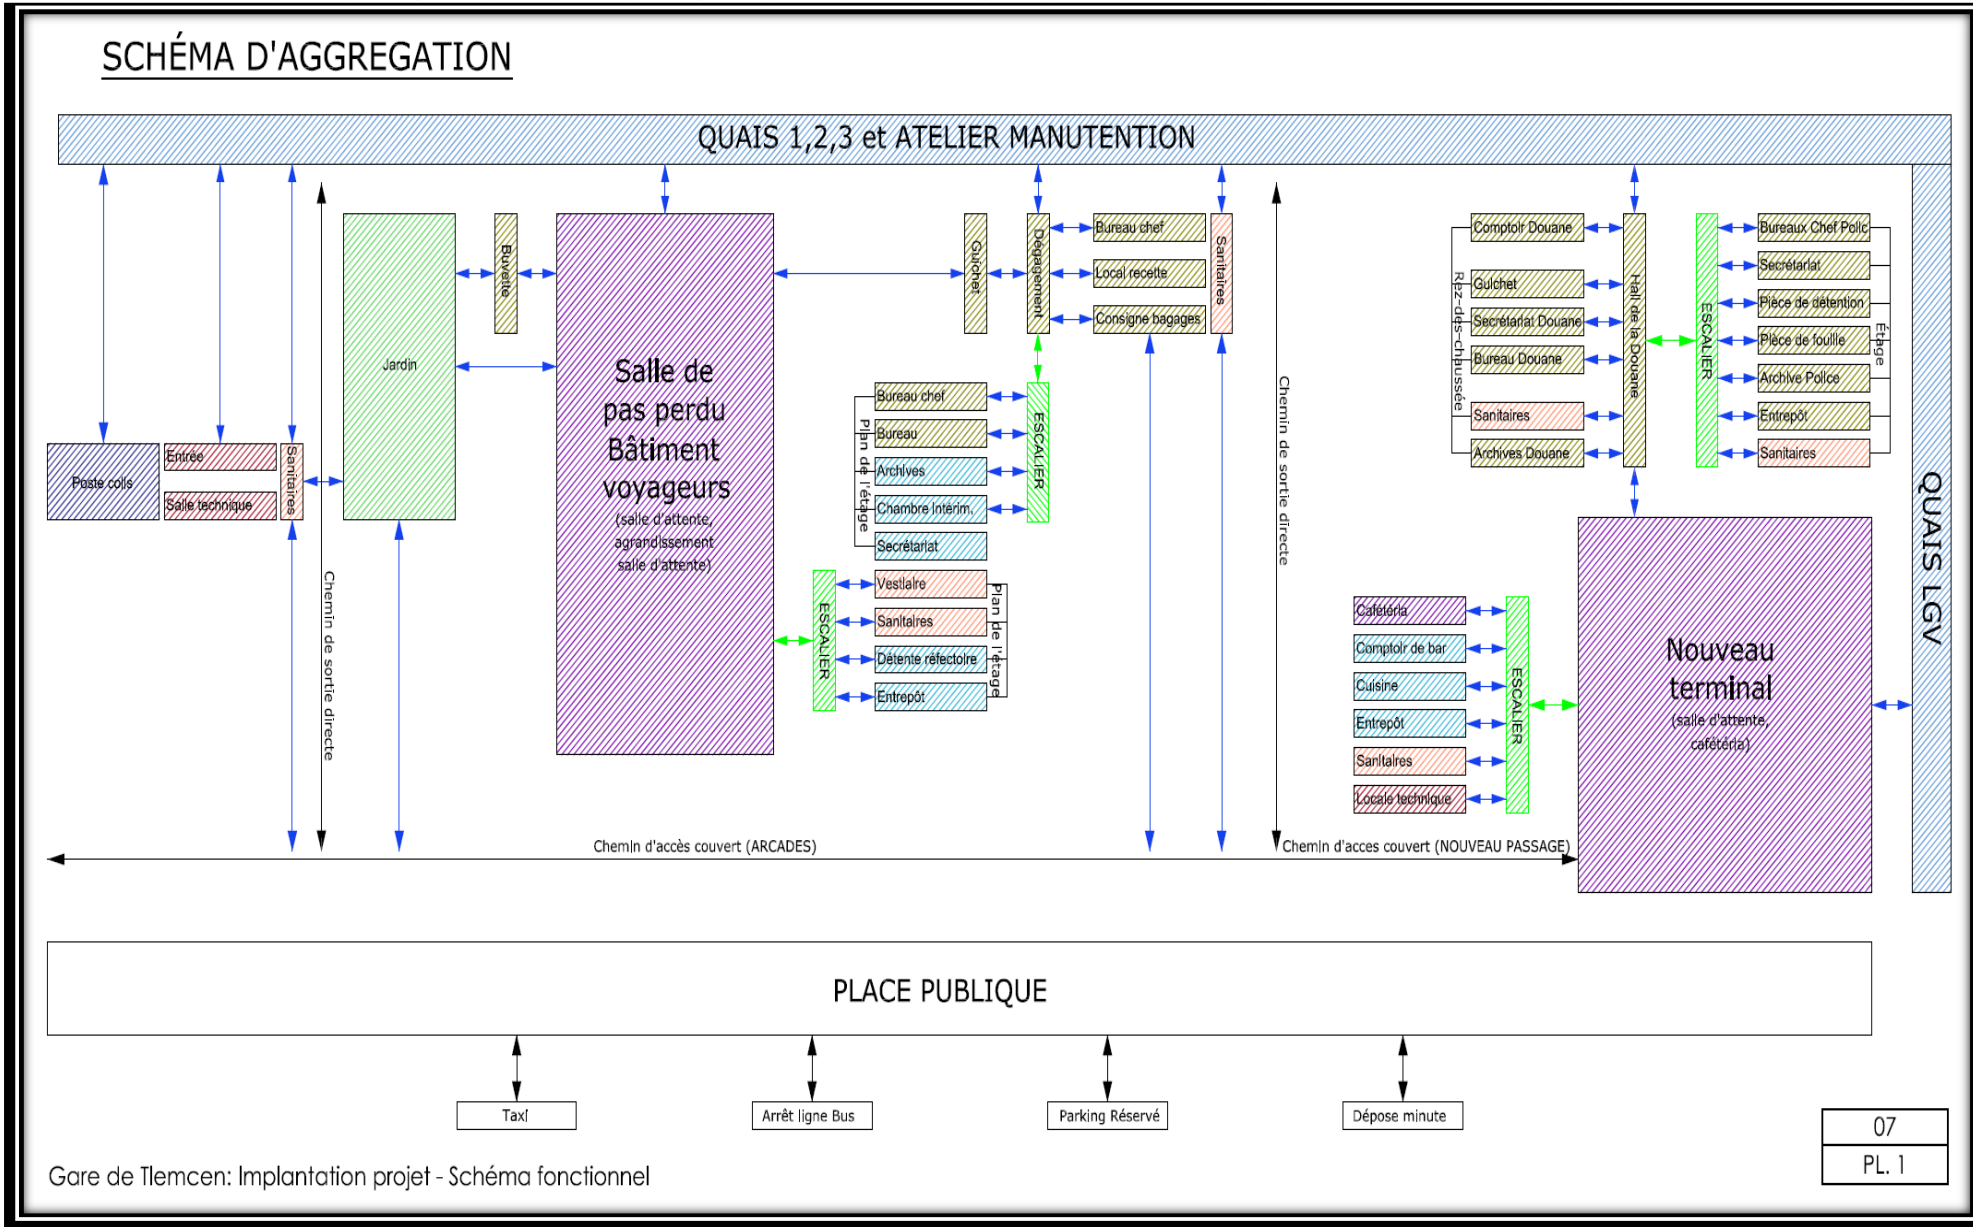 SCHÉMA D'AGGREGATION
QUAIS 1,2,3 et ATELIER MANUTENTION
QUAIS LGV
Poste colis
Entrée
Salle technique
Sanitaires
Chemin de sortie directe
Jardin
Buvette
Salle de
pas perdu
Bâtiment
voyageurs
(salle d'attente,
agrandissement
salle d'attente)
Guichet
Dégagement
Bureau chef
Local recette
Consigne bagages
Sanitaires
ESCALIER
Plan de l'étage
Bureau chef
Bureau
Archives
Chambre Intérim.
Secrétariat
ESCALIER
Vestiaire
Sanitaires
Détente réfectoire
Entrepôt
Plan de l'étage
Chemin de sortie directe
Rez-des-chaussée
Comptoir Douane
Guichet
Secrétariat Douane
Bureau Douane
Sanitaires
Archives Douane
Hall de la Douane
ESCALIER
Bureaux Chef Polic
Secrétariat
Pièce de détention
Pièce de fouille
Archive Police
Entrepôt
Sanitaires
Étage
Cafétéria
Comptoir de bar
Cuisine
Entrepôt
Sanitaires
Locale technique
ESCALIER
Nouveau
terminal
(salle d'attente,
cafétéria)
Chemin d'accès couvert (ARCADES)
Chemin d'acces couvert (NOUVEAU PASSAGE)
PLACE PUBLIQUE
Taxi
Arrêt ligne Bus
Parking Réservé
Dépose minute
07
PL. 1
Gare de Tlemcen: Implantation projet - Schéma fonctionnel